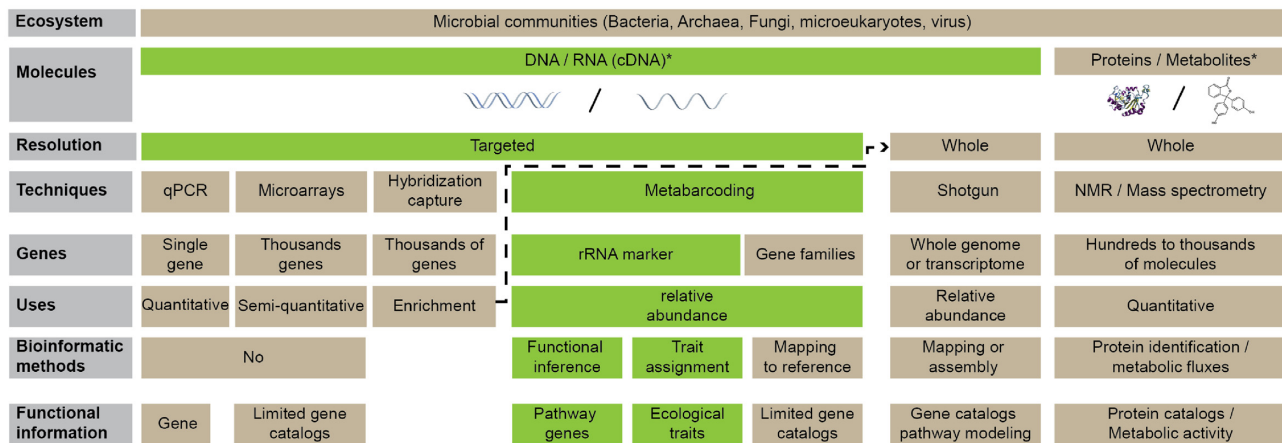 Ecosystem
Microbial communities (Bacteria, Archaea, Fungi, microeukaryotes, virus)
Molecules
DNA / RNA (cDNA)*
Proteins / Metabolites*
/
/
Resolution
Targeted
Whole
Whole
Techniques
qPCR
Microarrays
Hybridization
capture
Metabarcoding
Shotgun
NMR / Mass spectrometry
Genes
Single
gene
Thousands
genes
Thousands of
genes
rRNA marker
Gene families
Whole genome
or transcriptome
Hundreds to thousands
of molecules
Uses
Quantitative
Semi-quantitative
Enrichment
relative
abundance
Relative
abundance
Quantitative
Bioinformatic
methods
No
Functional
inference
Trait
assignment
Mapping
to reference
Mapping or
assembly
Protein identification /
metabolic fluxes
Functional
information
Gene
Limited gene
catalogs
Pathway
genes
Ecological
traits
Limited gene
catalogs
Gene catalogs
pathway modeling
Protein catalogs /
Metabolic activity